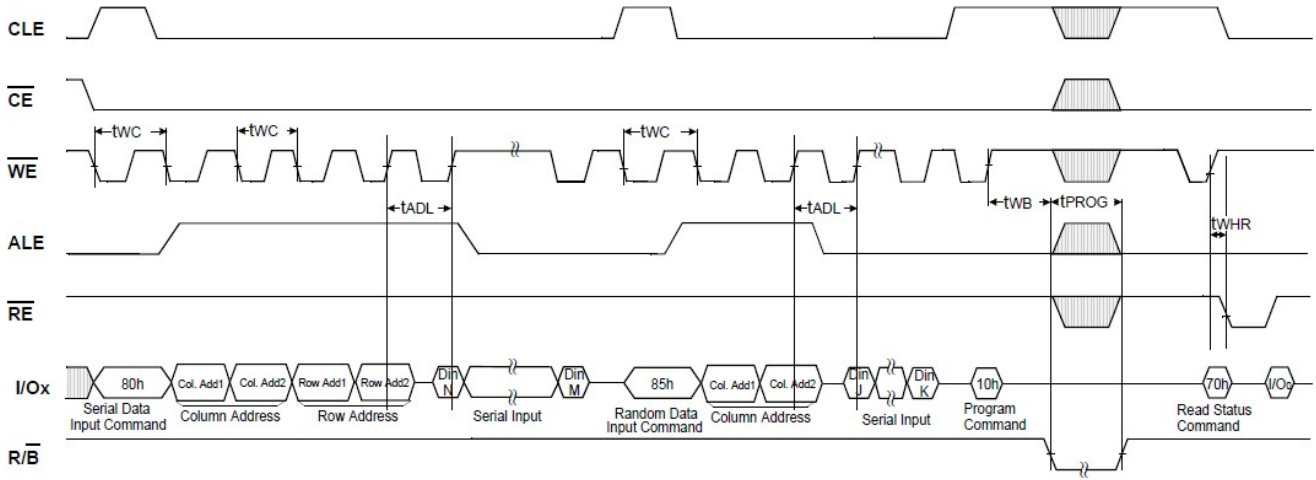 CLE
CE
tWC tWC tWC
WE
tADL tADL tWB tPROG
tWHR
ALE
RE
I/Ox 80h Col. Add1 Col. Add2 Row Add1 Row Add2 Din N Din M 85h Col. Add1 Col. Add2 Din J Din K 10h 70h I/O0
Serial Data Input Command
Column Address
Row Address
Serial Input
Random Data Input Command
Column Address
Serial Input
Program Command
Read Status Command
R/B